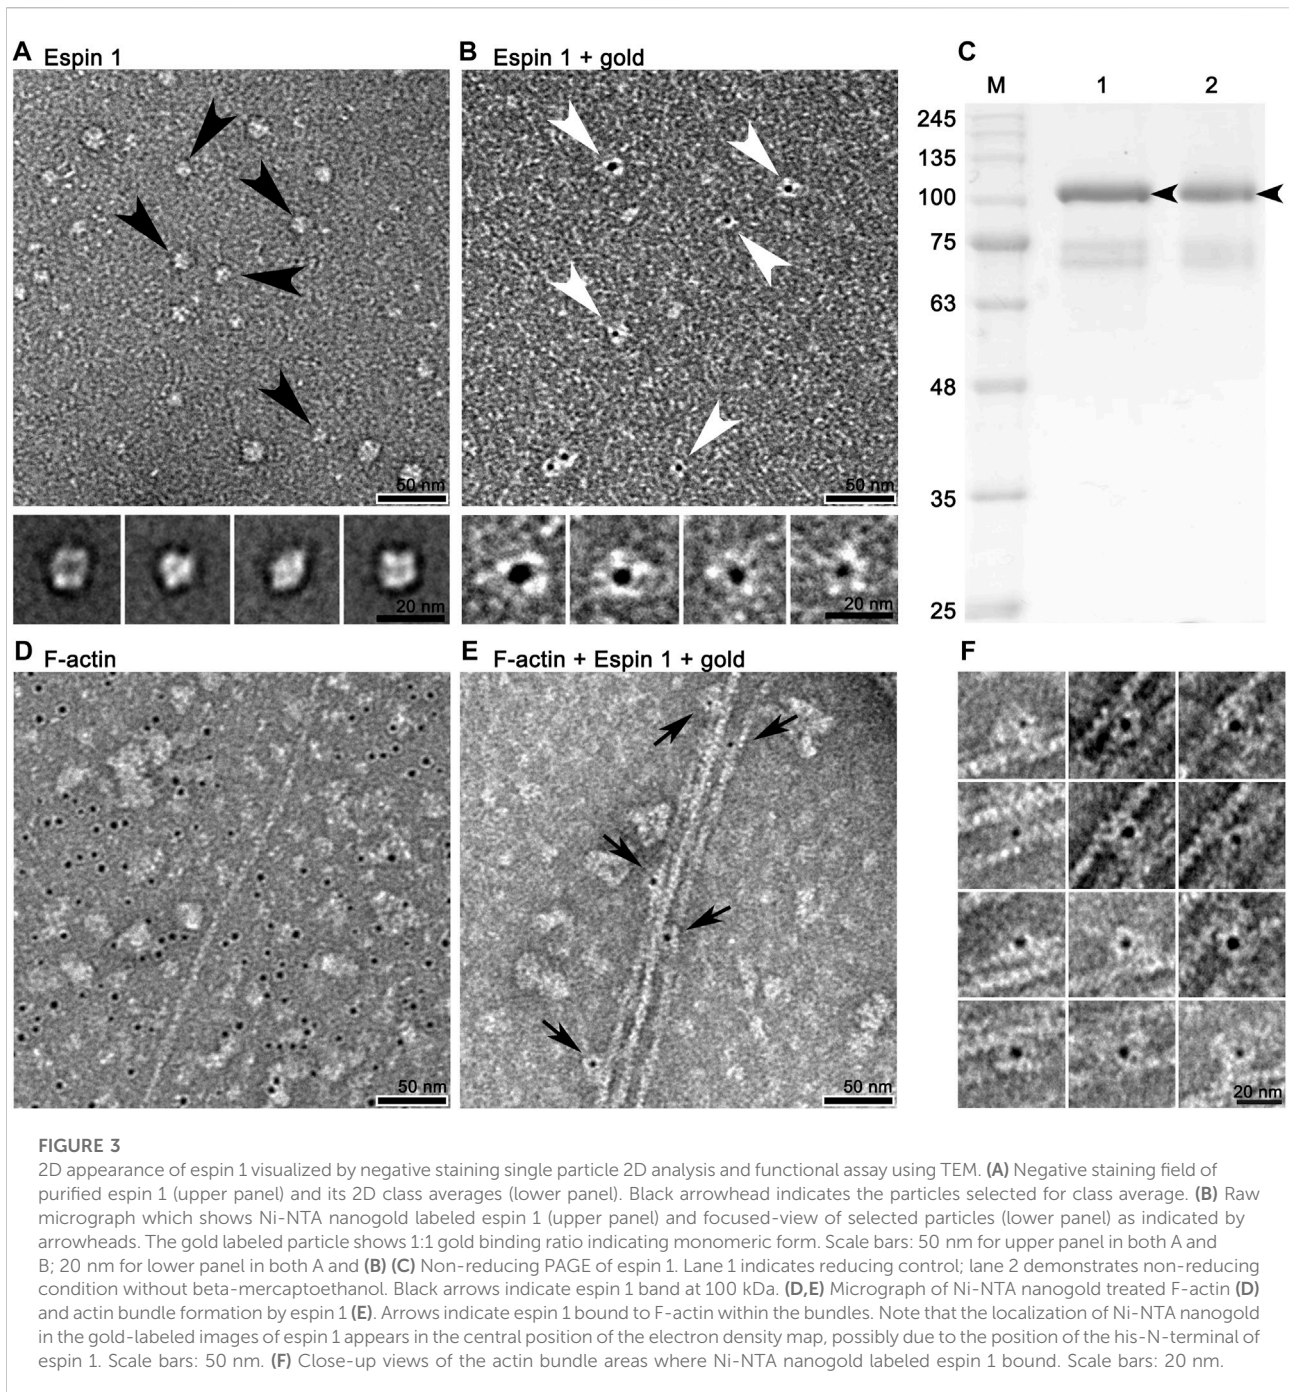 A Espin 1
B Espin 1 + gold
C
M 1 2
245
135
100
75
63
48
35
25
50 nm
50 nm
20 nm
20 nm
D F-actin
E F-actin + Espin 1 + gold
F
50 nm
50 nm
20 nm
FIGURE 3
2D appearance of espin 1 visualized by negative staining single particle 2D analysis and functional assay using TEM. (A) Negative staining field of
purified espin 1 (upper panel) and its 2D class averages (lower panel). Black arrowhead indicates the particles selected for class average. (B) Raw
micrograph which shows Ni-NTA nanogold labeled espin 1 (upper panel) and focused-view of selected particles (lower panel) as indicated by
arrowheads. The gold labeled particle shows 1:1 gold binding ratio indicating monomeric form. Scale bars: 50 nm for upper panel in both A and
B; 20 nm for lower panel in both A and (B) (C) Non-reducing PAGE of espin 1. Lane 1 indicates reducing control; lane 2 demonstrates non-reducing
condition without beta-mercaptoethanol. Black arrows indicate espin 1 band at 100 kDa. (D,E) Micrograph of Ni-NTA nanogold treated F-actin (D)
and actin bundle formation by espin 1 (E). Arrows indicate espin 1 bound to F-actin within the bundles. Note that the localization of Ni-NTA nanogold
in the gold-labeled images of espin 1 appears in the central position of the electron density map, possibly due to the position of the his-N-terminal of
espin 1. Scale bars: 50 nm. (F) Close-up views of the actin bundle areas where Ni-NTA nanogold labeled espin 1 bound. Scale bars: 20 nm.